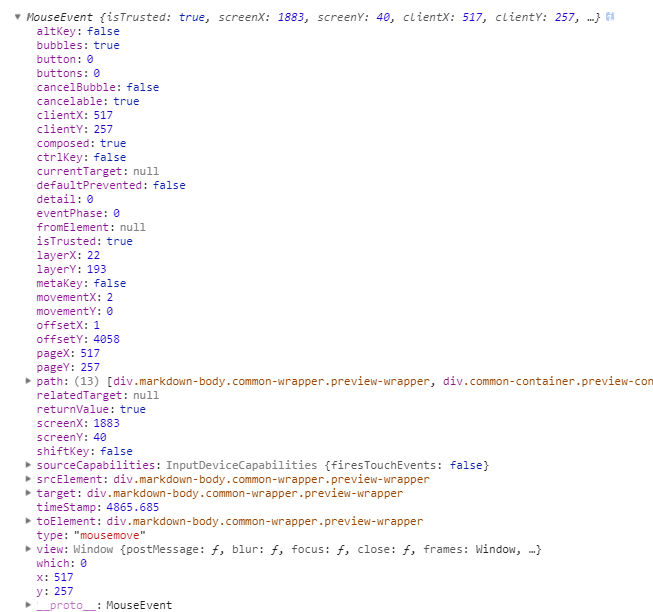 ▼ MouseEvent {isTrusted: true, screenX: 1883, screenY: 40, clientX: 517, clientY: 257, …} i
altKey: false
bubbles: true
button: 0
buttons: 0
cancelBubble: false
cancelable: true
clientX: 517
clientY: 257
composed: true
ctrlKey: false
currentTarget: null
defaultPrevented: false
detail: 0
eventPhase: 0
fromElement: null
isTrusted: true
layerX: 22
layerY: 193
metaKey: false
movementX: 2
movementY: 0
offsetX: 1
offsetY: 4058
pageX: 517
pageY: 257
▶ path: (13) [div.markdown-body.common-wrapper.preview-wrapper, div.common-container.preview-con
relatedTarget: null
returnValue: true
screenX: 1883
screenY: 40
shiftKey: false
▶ sourceCapabilities: InputDeviceCapabilities {firesTouchEvents: false}
▶ srcElement: div.markdown-body.common-wrapper.preview-wrapper
▶ target: div.markdown-body.common-wrapper.preview-wrapper
timeStamp: 4865.685
▶ toElement: div.markdown-body.common-wrapper.preview-wrapper
type: "mousemove"
▶ view: Window {postMessage: ƒ, blur: ƒ, focus: ƒ, close: ƒ, frames: Window, …}
which: 0
x: 517
y: 257
▶ __proto__: MouseEvent